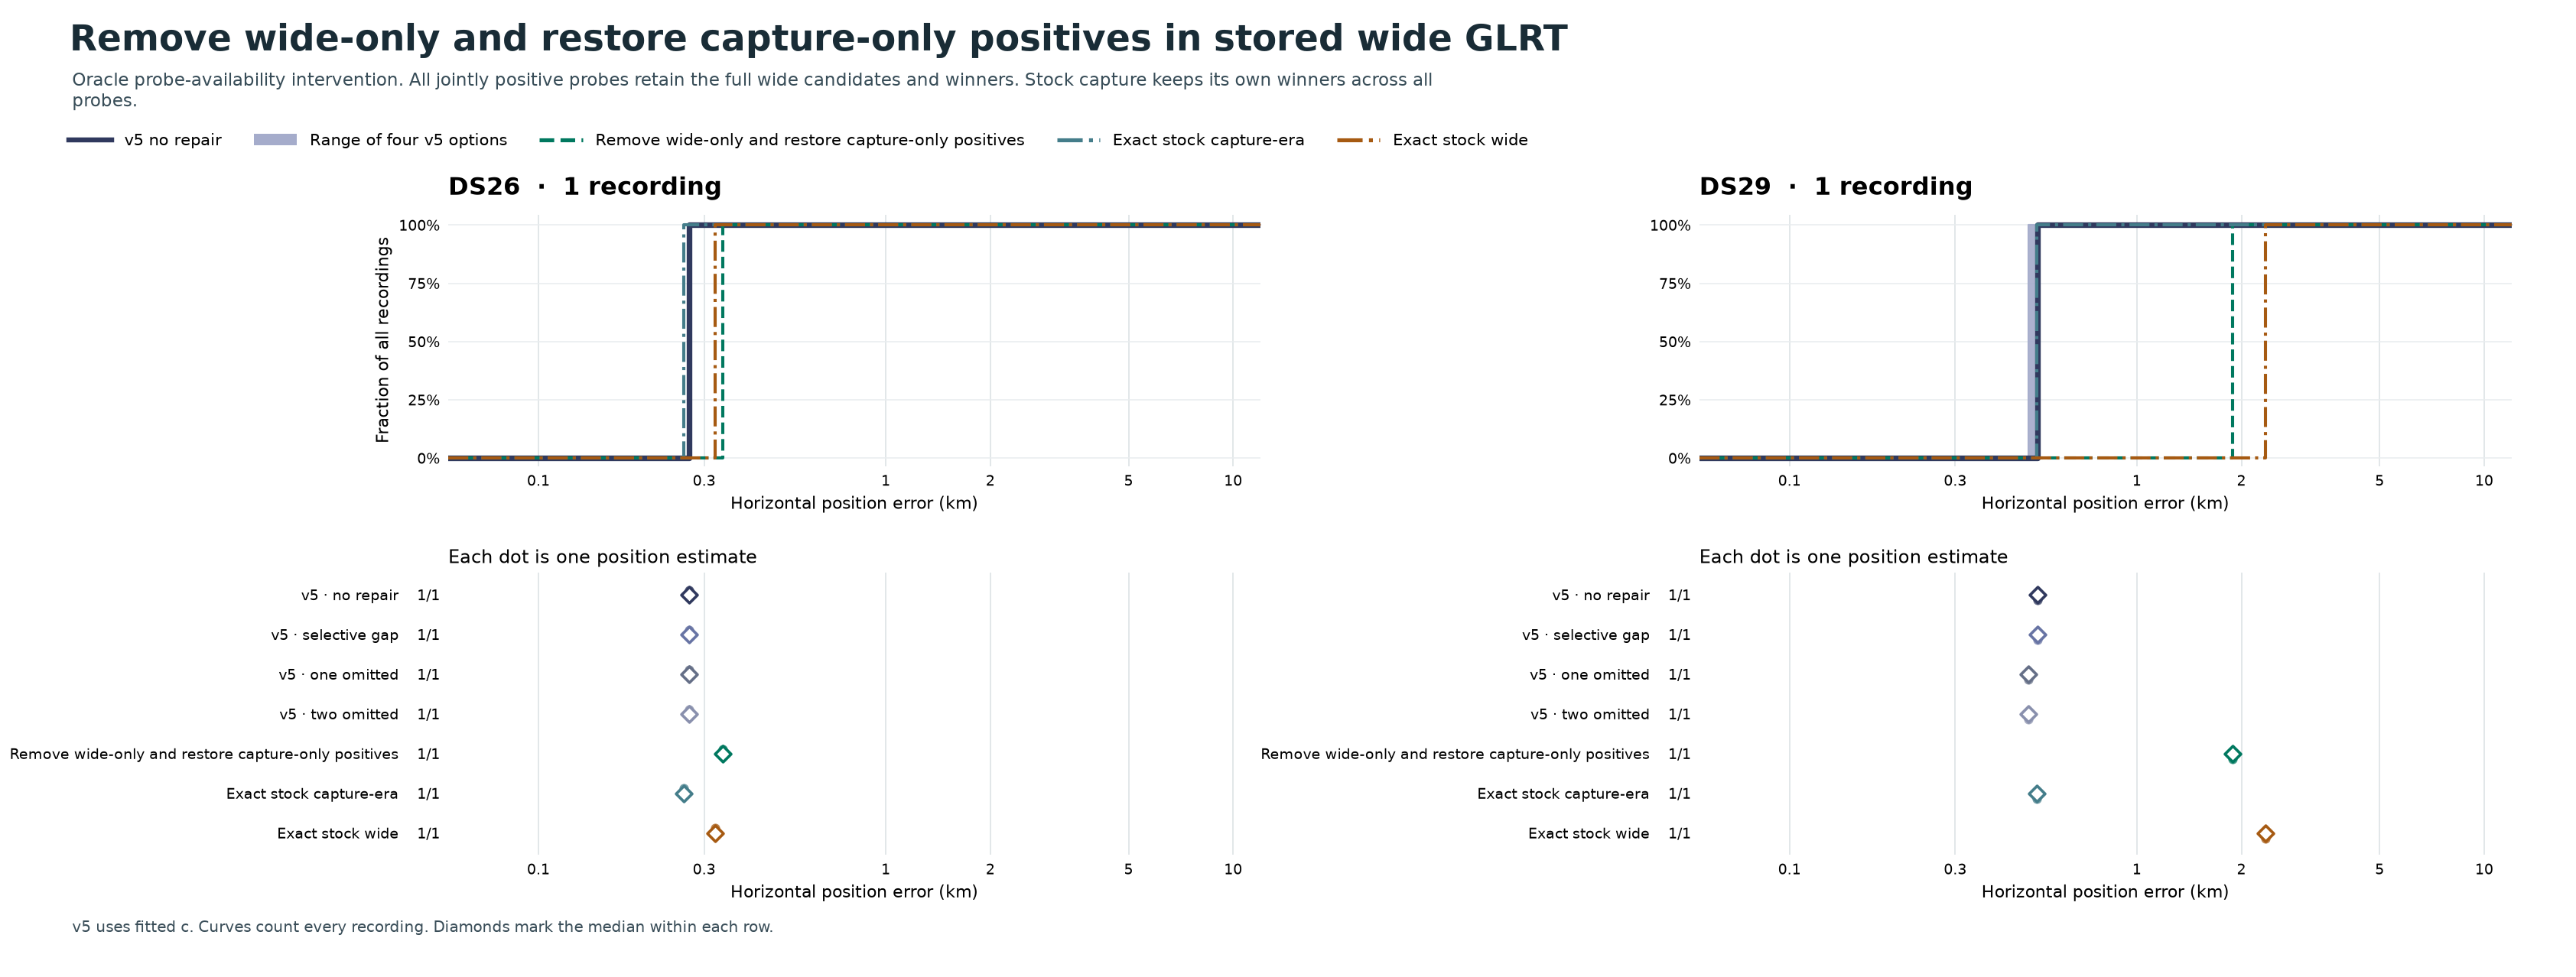 Remove wide-only and restore capture-only positives in stored wide GLRT
Oracle probe-availability intervention. All jointly positive probes retain the full wide candidates and winners. Stock capture keeps its own winners across all
probes.
v5 no repair
Range of four v5 options
Remove wide-only and restore capture-only positives
Exact stock capture-era
Exact stock wide
DS26 · 1 recording
Fraction of all recordings
100%
75%
50%
25%
0%
0.1 0.3 1 2 5 10
Horizontal position error (km)
DS29 · 1 recording
100%
75%
50%
25%
0%
0.1 0.3 1 2 5 10
Horizontal position error (km)
Each dot is one position estimate
v5 · no repair 1/1
v5 · selective gap 1/1
v5 · one omitted 1/1
v5 · two omitted 1/1
Remove wide-only and restore capture-only positives 1/1
Exact stock capture-era 1/1
Exact stock wide 1/1
0.1 0.3 1 2 5 10
Horizontal position error (km)
Each dot is one position estimate
v5 · no repair 1/1
v5 · selective gap 1/1
v5 · one omitted 1/1
v5 · two omitted 1/1
Remove wide-only and restore capture-only positives 1/1
Exact stock capture-era 1/1
Exact stock wide 1/1
0.1 0.3 1 2 5 10
Horizontal position error (km)
v5 uses fitted c. Curves count every recording. Diamonds mark the median within each row.